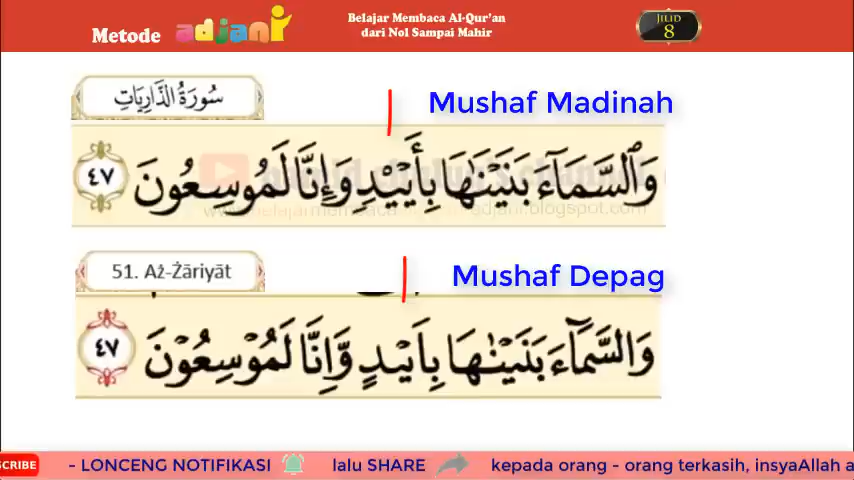 Metode adjani
Belajar Membaca Al-Qur'an
dari Nol Sampai Mahir
JILID
8
سُورَةُ الذَّارِيَاتِ
Mushaf Madinah
وَٱلسَّمَآءَ بَنَيْنَٰهَا بِأَيْيْدٍ وَإِنَّا لَمُوسِعُونَ ٤٧
51. Aż-Żāriyāt
Mushaf Depag
وَالسَّمَاۤءَ بَنَيْنٰهَا بِاَيْىدٍ وَّاِنَّا لَمُوْسِعُوْنَ ٤٧
CRIBE - LONCENG NOTIFIKASI lalu SHARE kepada orang - orang terkasih, insyaAllah a